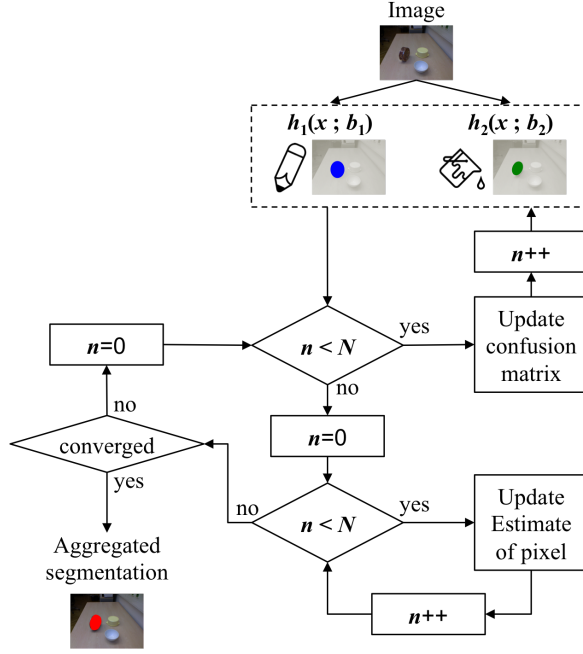 Image
h₁(x ; b₁)
h₂(x ; b₂)
n++
n=0
n < N
yes
Update
confusion
matrix
no
no
n=0
converged
yes
no
n < N
yes
Update
Estimate
of pixel
Aggregated
segmentation
n++